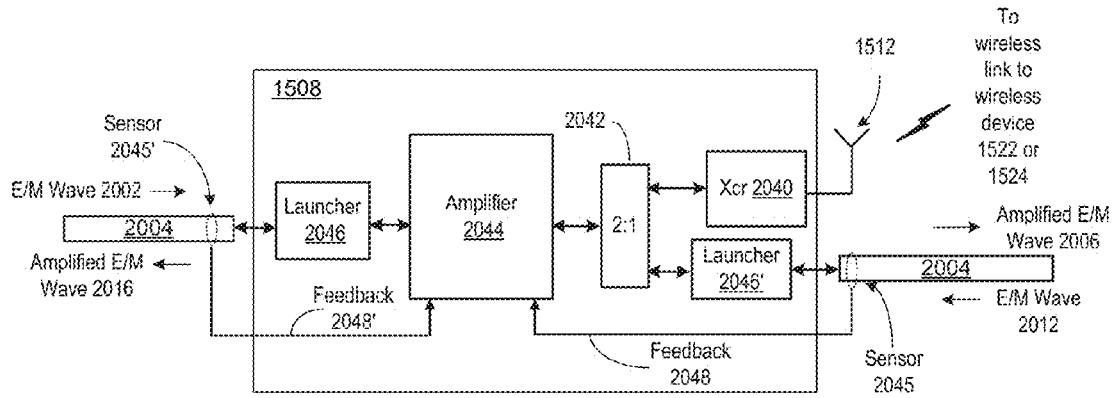 To
wireless
link to
wireless
device
1522 or
1524
1512
1508
2042
Sensor
2045'
E/M Wave 2002
2004
Amplified E/M
Wave 2016
Launcher
2046
Amplifier
2044
2:1
Xcr 2040
Launcher
2046'
Amplified E/M
Wave 2006
2004
E/M Wave
2012
Feedback
2048'
Feedback
2048
Sensor
2045